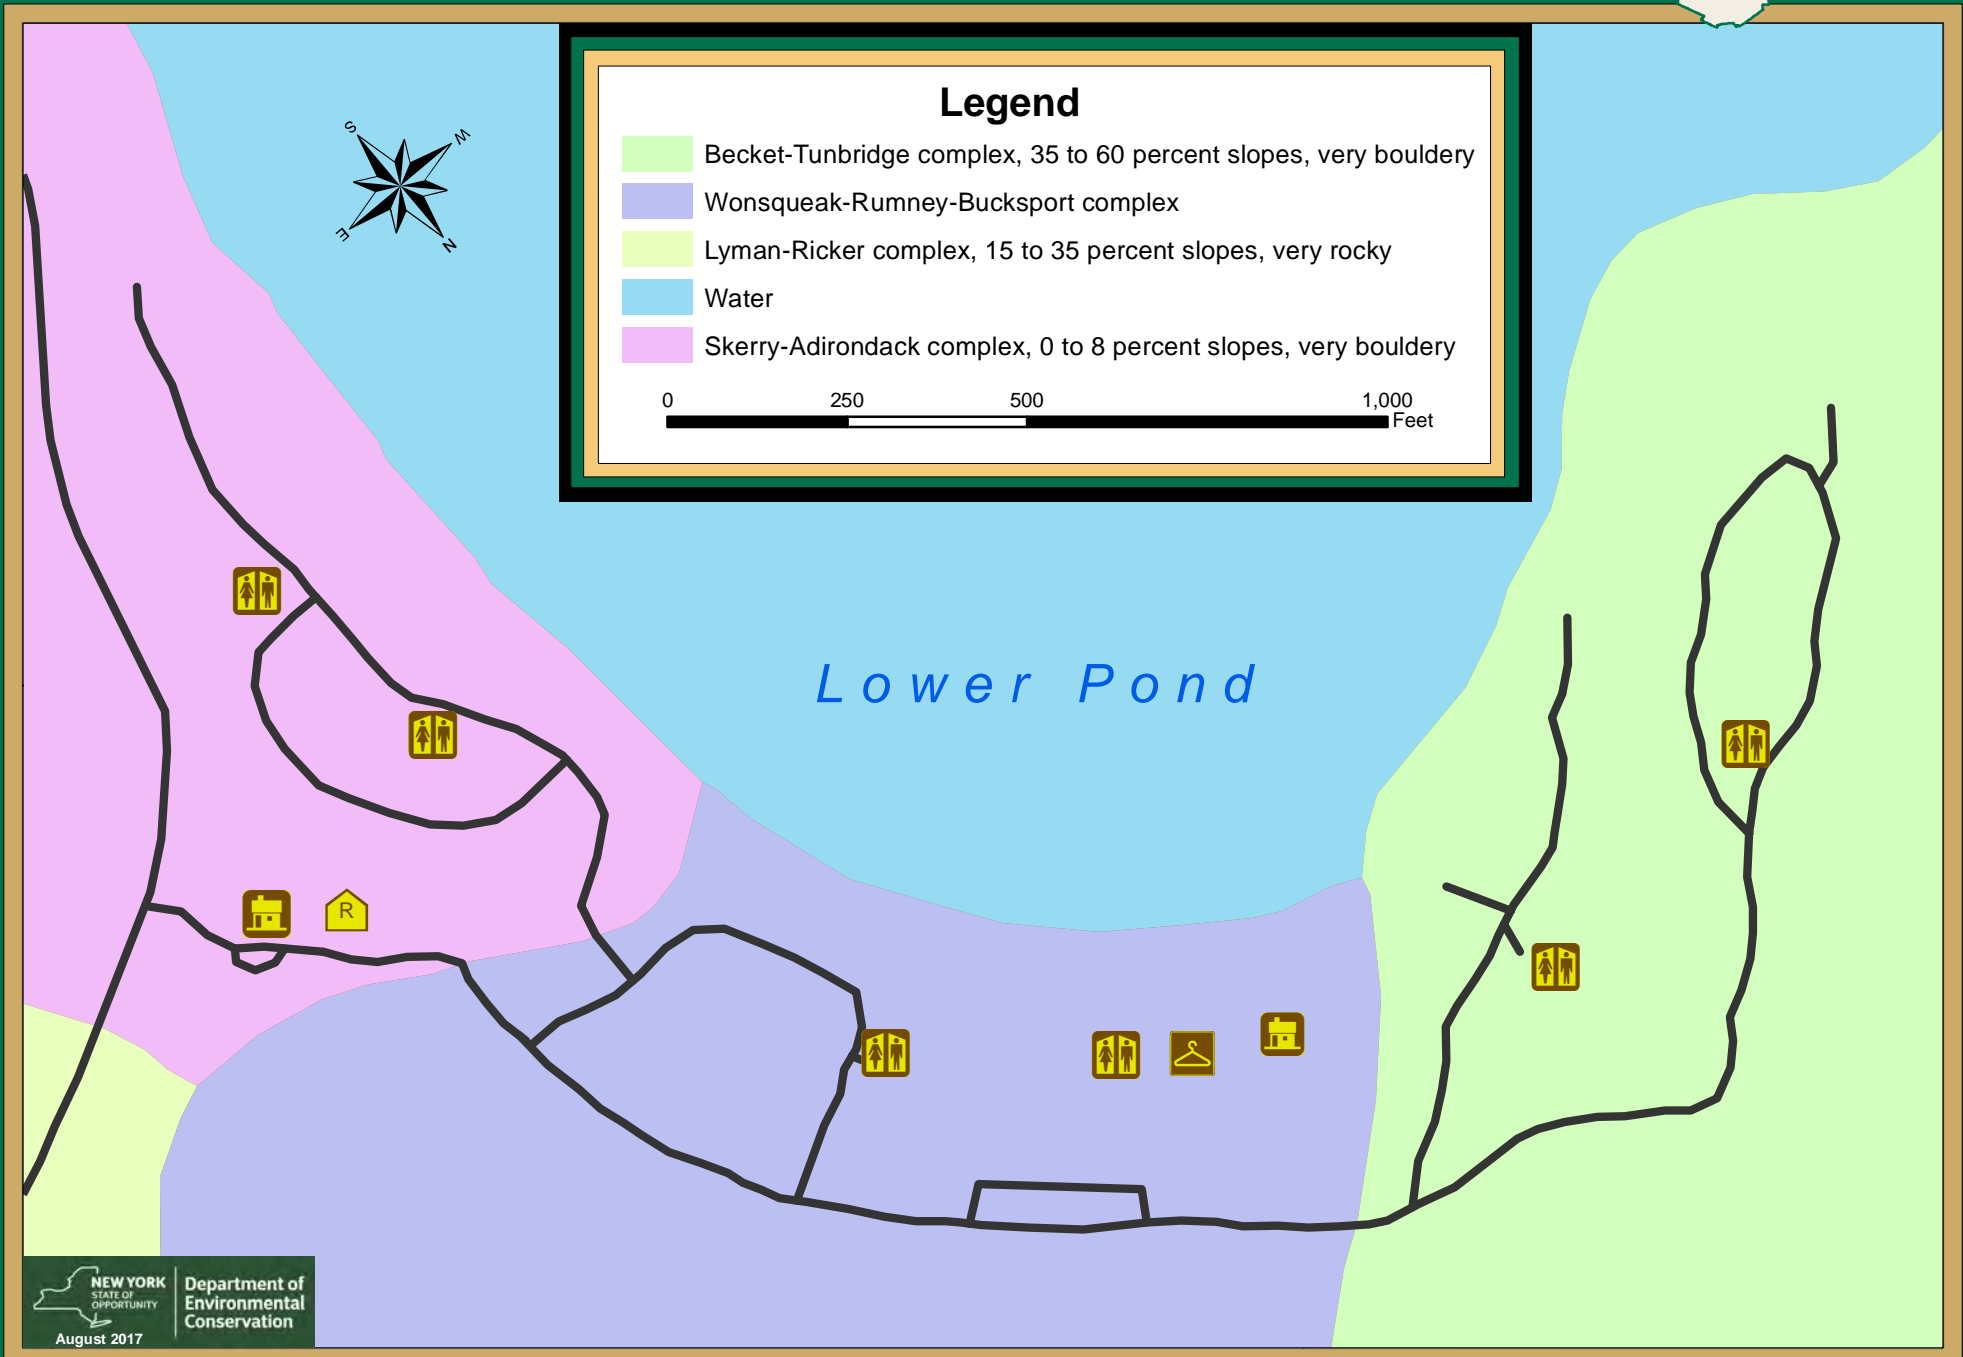 Legend
Becket-Tunbridge complex, 35 to 60 percent slopes, very bouldery
Wonsqueak-Rumney-Bucksport complex
Lyman-Ricker complex, 15 to 35 percent slopes, very rocky
Water
Skerry-Adirondack complex, 0 to 8 percent slopes, very bouldery
0 250 500 1,000
Feet
S
W
E
N
Lower Pond
R
NEW YORK
STATE OF
OPPORTUNITY
Department of
Environmental
Conservation
August 2017